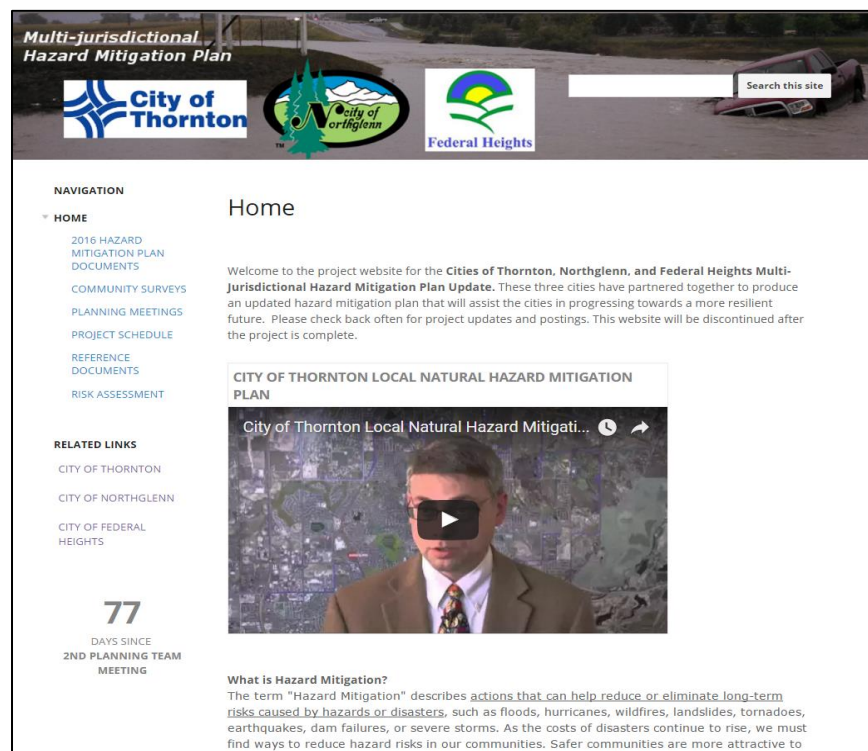 Multi-jurisdictional
Hazard Mitigation Plan
City of
Thornton
city of
Northglenn
TM
Federal Heights
Search this site
NAVIGATION
HOME
2016 HAZARD
MITIGATION PLAN
DOCUMENTS
COMMUNITY SURVEYS
PLANNING MEETINGS
PROJECT SCHEDULE
REFERENCE
DOCUMENTS
RISK ASSESSMENT
RELATED LINKS
CITY OF THORNTON
CITY OF NORTHGLENN
CITY OF FEDERAL
HEIGHTS
77
DAYS SINCE
2ND PLANNING TEAM
MEETING
Home
Welcome to the project website for the Cities of Thornton, Northglenn, and Federal Heights Multi-
Jurisdictional Hazard Mitigation Plan Update. These three cities have partnered together to produce
an updated hazard mitigation plan that will assist the cities in progressing towards a more resilient
future. Please check back often for project updates and postings. This website will be discontinued after
the project is complete.
CITY OF THORNTON LOCAL NATURAL HAZARD MITIGATION
PLAN
City of Thornton Local Natural Hazard Mitigati...
What is Hazard Mitigation?
The term "Hazard Mitigation" describes actions that can help reduce or eliminate long-term
risks caused by hazards or disasters, such as floods, hurricanes, wildfires, landslides, tornadoes,
earthquakes, dam failures, or severe storms. As the costs of disasters continue to rise, we must
find ways to reduce hazard risks in our communities. Safer communities are more attractive to